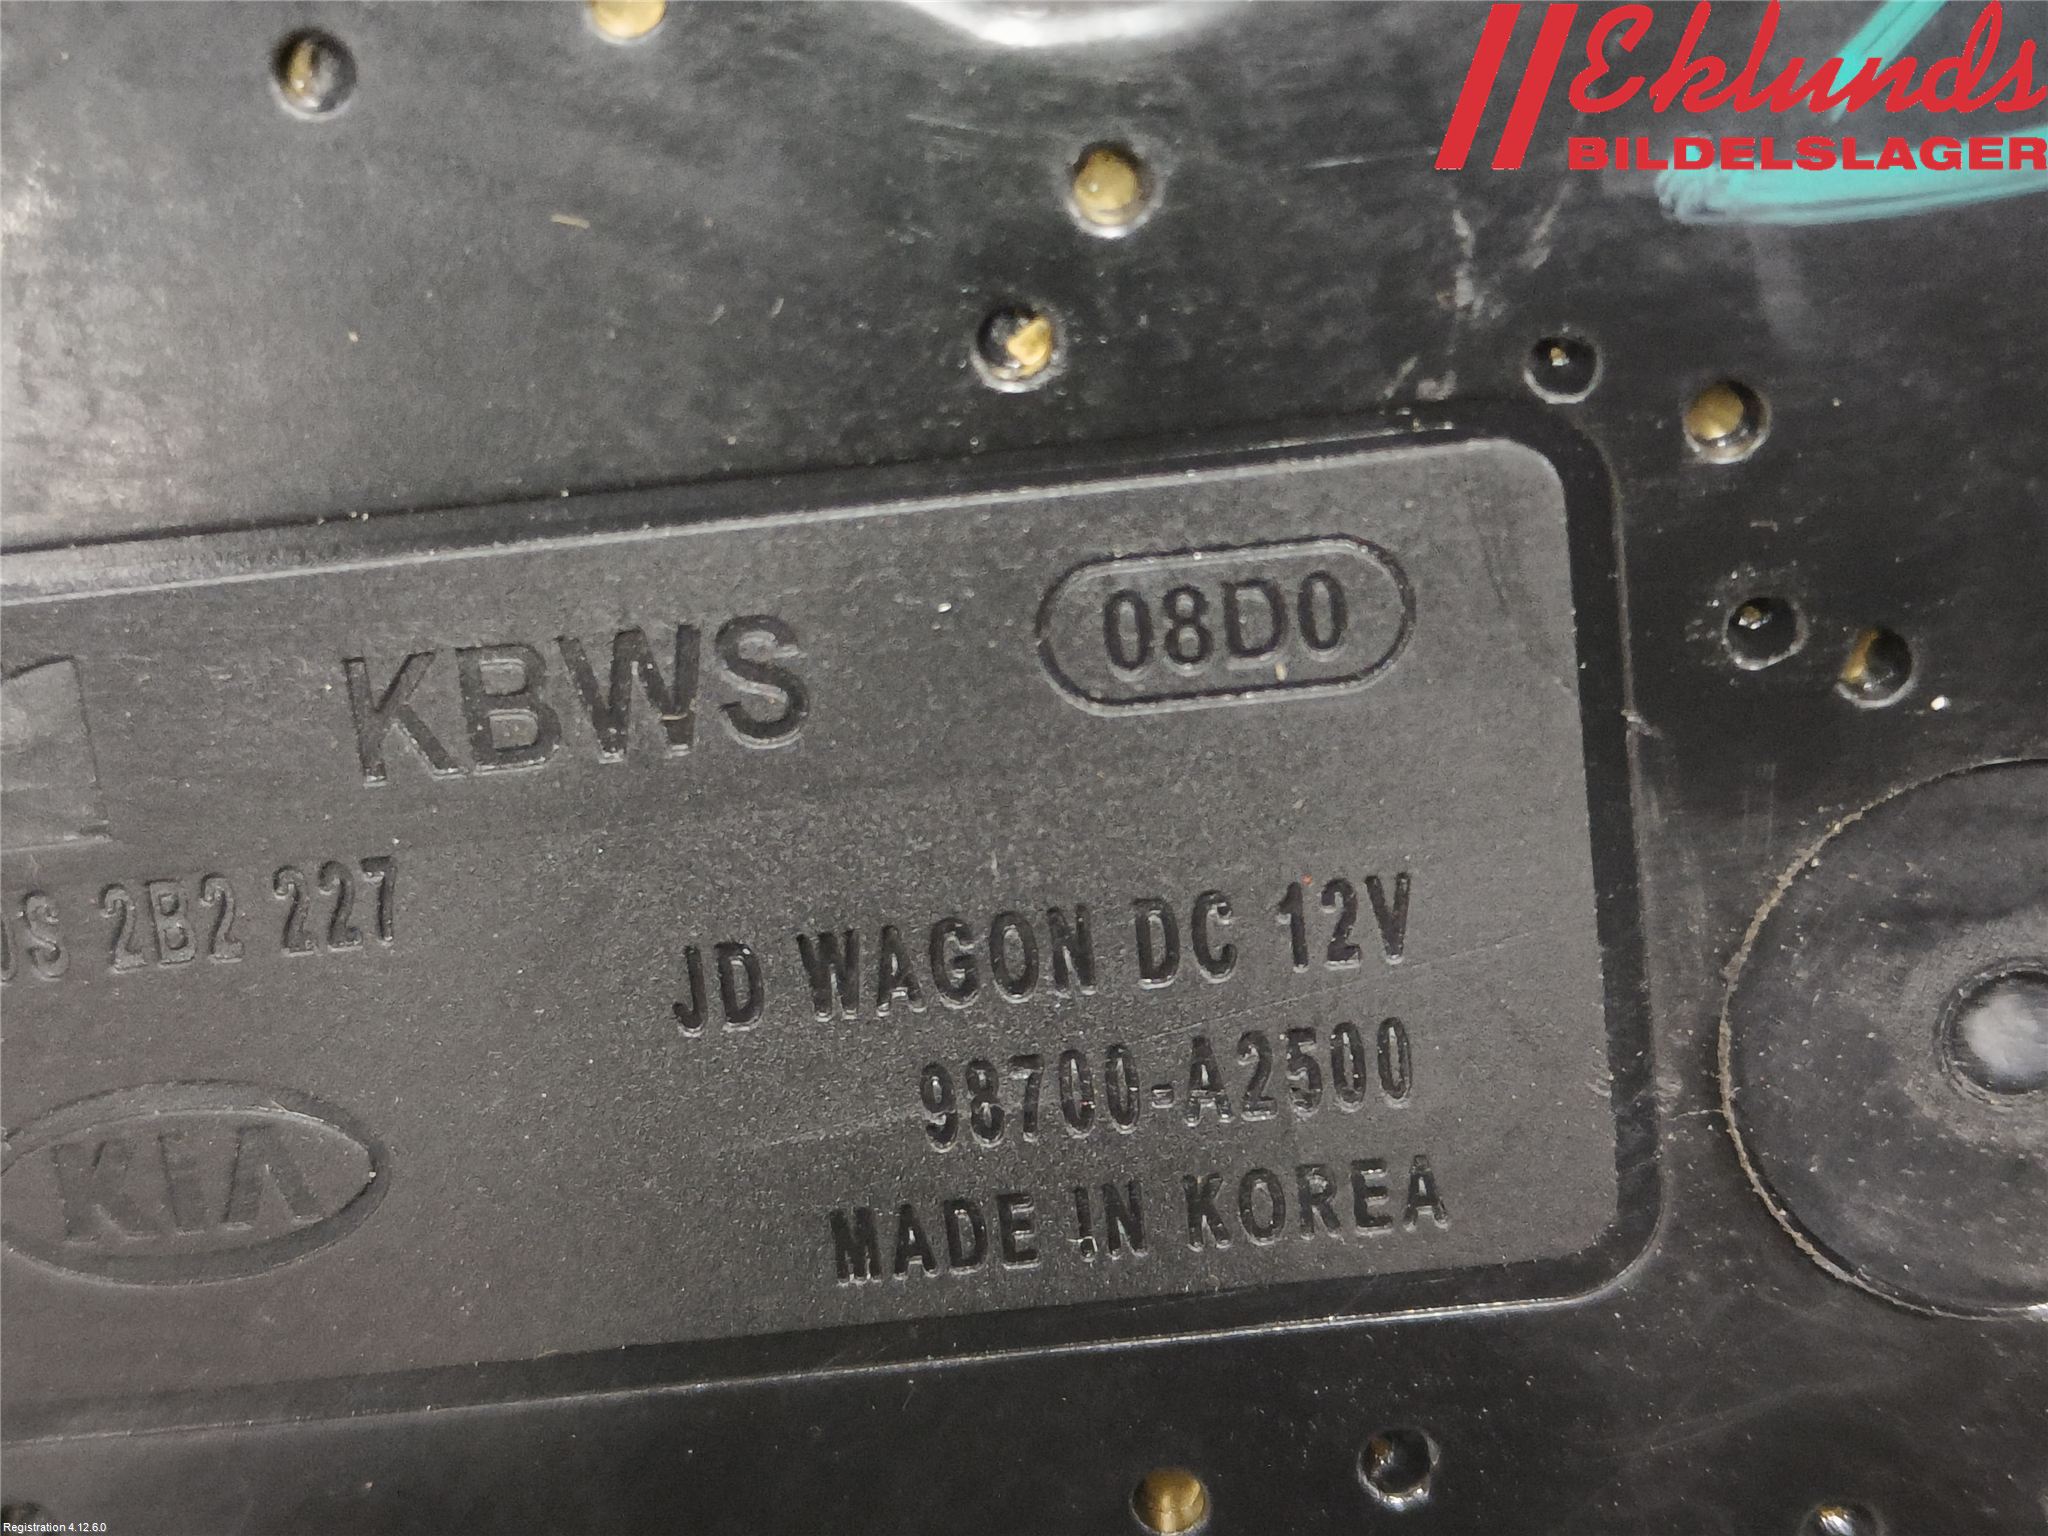 Eklunds
BILDELSLAGER
KBWS
08D0
2B2 227
JD WAGON DC 12V
98700-A2500
KIA
MADE IN KOREA
Registration 4.12.6.0